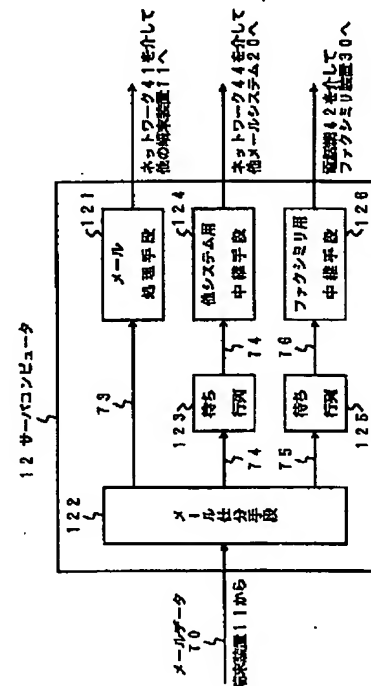 12 サーバコンピュータ
メールデータ
70
端末装置11から
122
メール仕分手段
73
74
75
123
待ち
行列
125
待ち
行列
74
76
121
メール
処理手段
124
他システム用
中継手段
126
ファクシミリ用
中継手段
ネットワーク41を介して
他の端末装置11へ
ネットワーク44を介して
他メールシステム20へ
電話網42を介して
ファクシミリ装置30へ